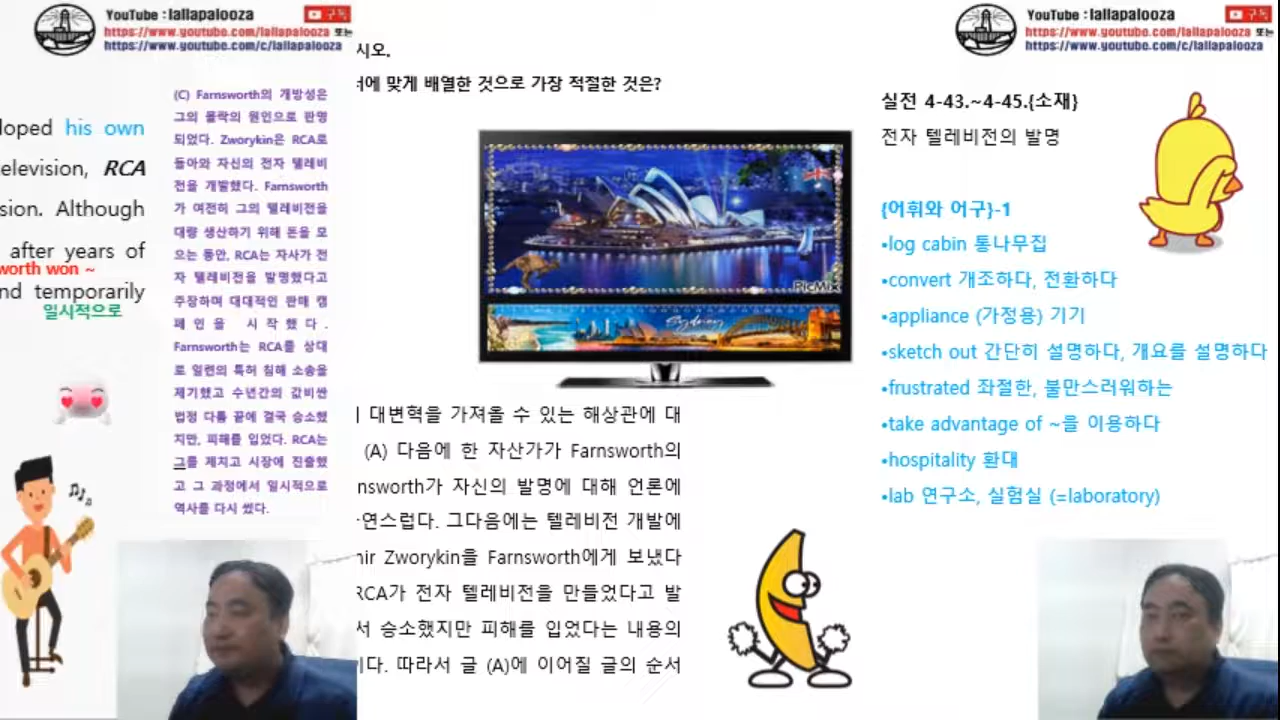 YouTube : lallapalooza
구독
https://www.youtube.com/lallapalooza 또는
https://www.youtube.com/c/lallapalooza
loped his own
elevision, RCA
sion. Although
after years of
worth won ~
nd temporarily
일시적으로
(C) Farnsworth의 개방성은
그의 몰락의 원인으로 판명
되었다. Zworykin은 RCA로
돌아와 자신의 전자 텔레비
전을 개발했다. Farnsworth
가 여전히 그의 텔레비전을
대량 생산하기 위해 돈을 모
으는 동안, RCA는 자사가 전
자 텔레비전을 발명했다고
주장하며 대대적인 판매 캠
페인을 시작했다.
Farnsworth는 RCA를 상대
로 일련의 특허 침해 소송을
제기했고 수년간의 값비싼
법정 다툼 끝에 결국 승소했
지만, 피해를 입었다. RCA는
그를 제치고 시장에 진출했
고 그 과정에서 일시적으로
역사를 다시 썼다.
시오.
에 맞게 배열한 것으로 가장 적절한 것은?
PicMix
Sydney
대변혁을 가져올 수 있는 해상관에 대
(A) 다음에 한 자산가가 Farnsworth의
nsworth가 자신의 발명에 대해 언론에
연스럽다. 그다음에는 텔레비전 개발에
mir Zworykin을 Farnsworth에게 보냈다
RCA가 전자 텔레비전을 만들었다고 발
서 승소했지만 피해를 입었다는 내용의
다. 따라서 글 (A)에 이어질 글의 순서
YouTube : lallapalooza
구독
https://www.youtube.com/lallapalooza 또는
https://www.youtube.com/c/lallapalooza
실전 4-43.~4-45.{소재}
전자 텔레비전의 발명
{어휘와 어구}-1
•log cabin 통나무집
•convert 개조하다, 전환하다
•appliance (가정용) 기기
•sketch out 간단히 설명하다, 개요를 설명하다
•frustrated 좌절한, 불만스러워하는
•take advantage of ~을 이용하다
•hospitality 환대
•lab 연구소, 실험실 (=laboratory)